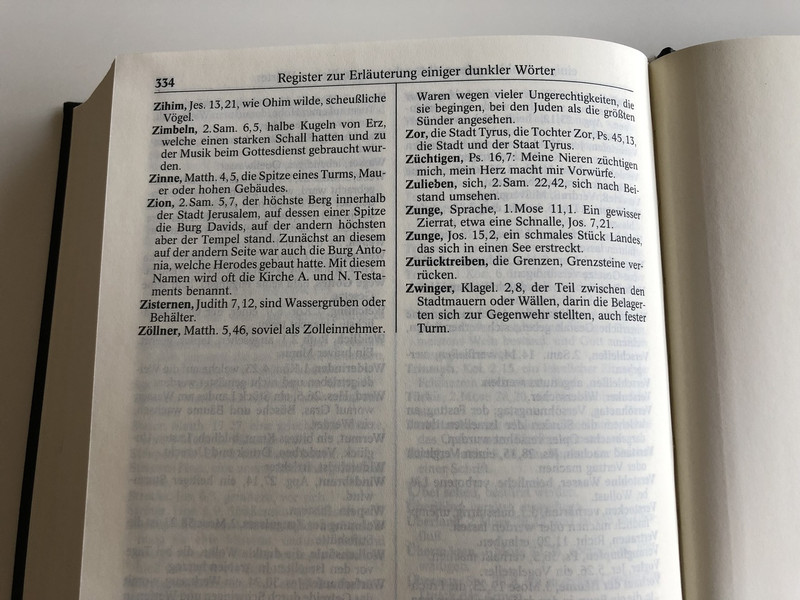 334
Register zur Erläuterung einiger dunkler Wörter
Zihim, Jes. 13,21, wie Ohim wilde, scheußliche
Vögel.
Zimbeln, 2. Sam. 6,5, halbe Kugeln von Erz,
welche einen starken Schall hatten und zu
der Musik beim Gottesdienst gebraucht wur-
den.
Zinne, Matth. 4,5, die Spitze eines Turms, Mau-
er oder hohen Gebäudes.
Zion, 2. Sam. 5,7, der höchste Berg innerhalb
der Stadt Jerusalem, auf dessen einer Spitze
die Burg Davids, auf der andern höchsten
aber der Tempel stand. Zunächst an diesem
auf der andern Seite war auch die Burg Anto-
nia, welche Herodes gebaut hatte. Mit diesem
Namen wird oft die Kirche A. und N. Testa-
ments benannt.
Zisternen, Judith 7,12, sind Wassergruben oder
Behälter.
Zöllner, Matth. 5,46, soviel als Zolleinnehmer.
Waren wegen vieler Ungerechtigkeiten, die
sie begingen, bei den Juden als die größten
Sünder angesehen.
Zor, die Stadt Tyrus, die Tochter Zor, Ps. 45,13,
die Stadt und der Staat Tyrus.
Züchtigen, Ps. 16,7: Meine Nieren züchtigen
mich, mein Herz macht mir Vorwürfe.
Zulieben, sich, 2. Sam. 22,42, sich nach Bei-
stand umsehen.
Zunge, Sprache, 1. Mose 11,1. Ein gewisser
Zierrat, etwa eine Schnalle, Jos. 7,21.
Zunge, Jos. 15,2, ein schmales Stück Landes,
das sich in einen See erstreckt.
Zurücktreiben, die Grenzen, Grenzsteine ver-
rücken.
Zwinger, Klagel. 2,8, der Teil zwischen den
Stadtmauern oder Wällen, darin die Belager-
ten sich zur Gegenwehr stellten, auch fester
Turm.